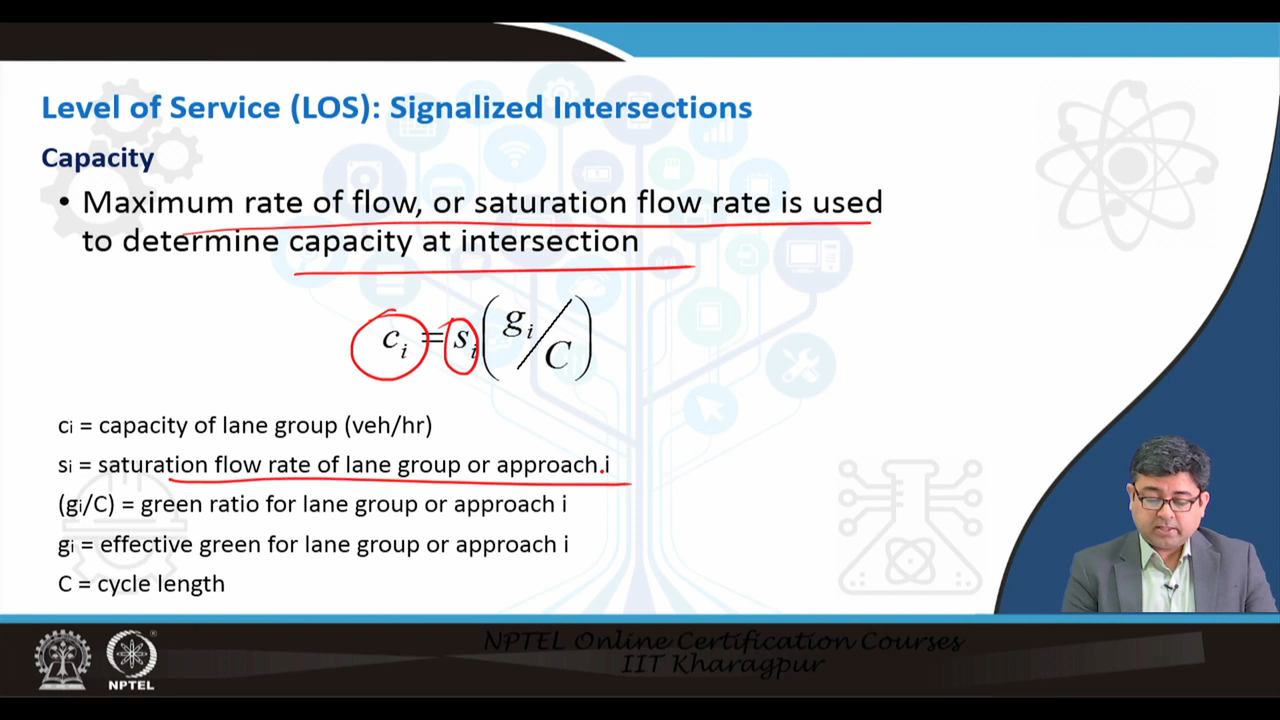 Level of Service (LOS): Signalized Intersections
Capacity
• Maximum rate of flow, or saturation flow rate is used
to determine capacity at intersection
cᵢ = sᵢ (gᵢ/C)
cᵢ = capacity of lane group (veh/hr)
sᵢ = saturation flow rate of lane group or approach i
(gᵢ/C) = green ratio for lane group or approach i
gᵢ = effective green for lane group or approach i
C = cycle length
NPTEL Online Certification Courses
IIT Kharagpur
NPTEL